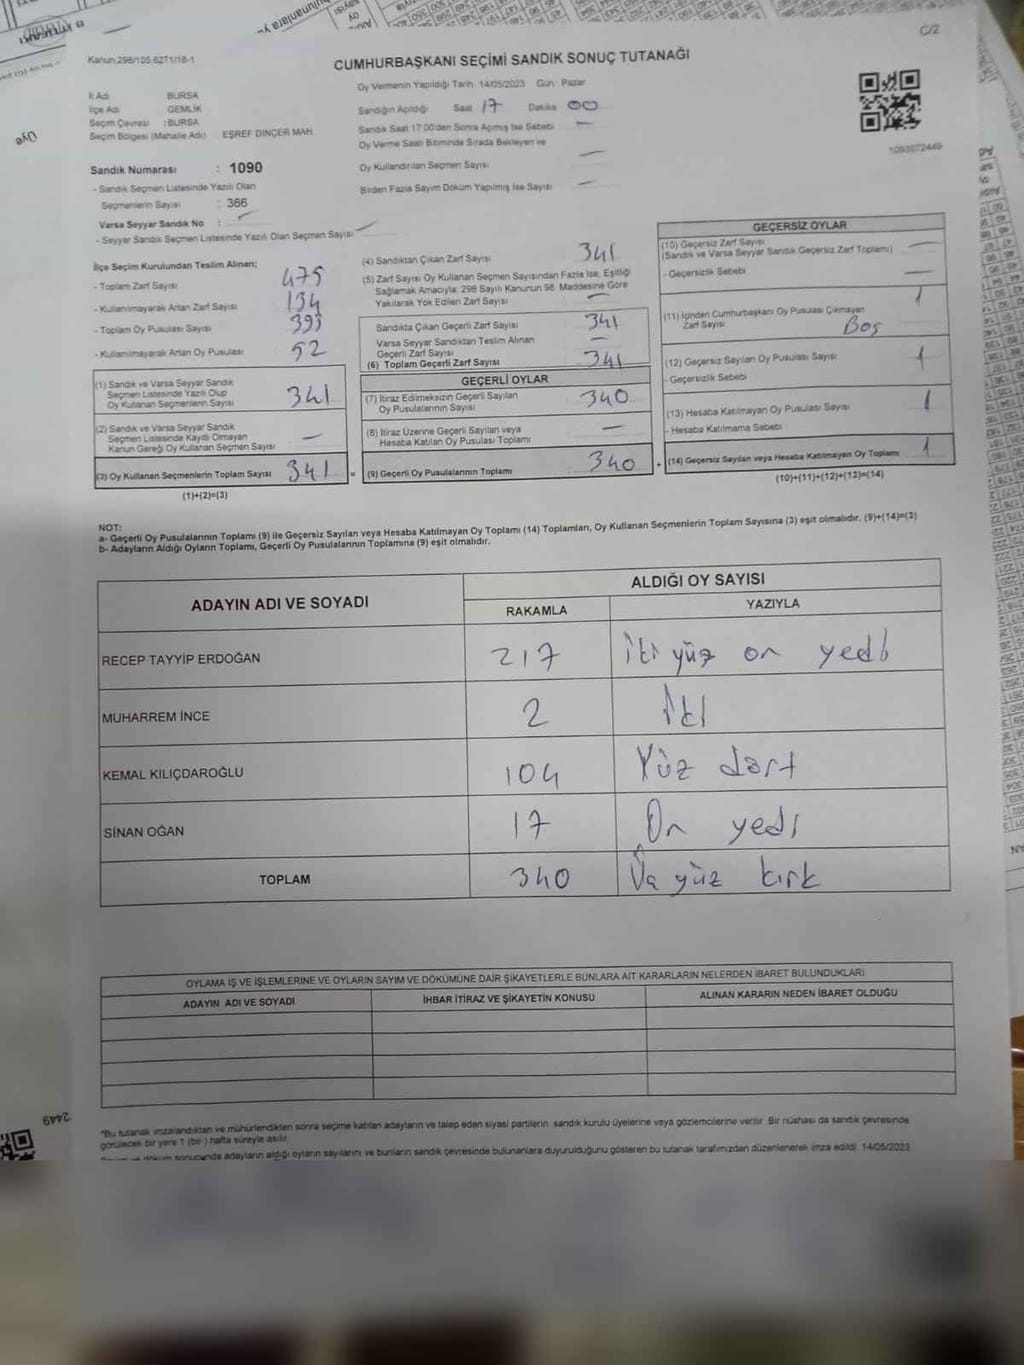 C/2
Kanun:298/105 6271/18-1
CUMHURBAŞKANI SEÇİMİ SANDIK SONUÇ TUTANAĞI
Oy Vermenin Yapıldığı Tarih 14/05/2023 Gün: Pazar
İl Adı BURSA
İlçe Adı GEMLİK
Seçim Çevresi : BURSA
Seçim Bölgesi (Mahalle Adı) EŞREF DİNÇER MAH
Sandığın Açıldığı Saat 17 Dakika 00
Sandık Saat 17:00'den Sonra Açmış İse Sebebi —
Oy Verme Saati Bitiminde Sırada Bekleyen ve
Oy Kullandırılan Seçmen Sayısı —
Birden Fazla Sayım Döküm Yapılmış İse Sayısı —
1093072449
Sandık Numarası : 1090
- Sandık Seçmen Listesinde Yazılı Olan
Seçmenlerin Sayısı : 366
Varsa Seyyar Sandık No : —
- Seyyar Sandık Seçmen Listesinde Yazılı Olan Seçmen Sayısı —
İlçe Seçim Kurulundan Teslim Alınan;
- Toplam Zarf Sayısı 475
- Kullanılmayarak Artan Zarf Sayısı 134
- Toplam Oy Pusulası Sayısı 393
- Kullanılmayarak Artan Oy Pusulası 52
(1) Sandık ve Varsa Seyyar Sandık
Seçmen Listesinde Yazılı Olup
Oy Kullanan Seçmenlerin Sayısı 341
(2) Sandık ve Varsa Seyyar Sandık
Seçmen Listesinde Kayıtlı Olmayan
Kanun Gereği Oy Kullanan Seçmen Sayısı —
(3) Oy Kullanan Seçmenlerin Toplam Sayısı 341 =
(1)+(2)=(3)
(4) Sandıktan Çıkan Zarf Sayısı 341
(5) Zarf Sayısı Oy Kullanan Seçmen Sayısından Fazla İse, Eşitliği
Sağlamak Amacıyla; 298 Sayılı Kanunun 98. Maddesine Göre
Yakılarak Yok Edilen Zarf Sayısı —
Sandıkta Çıkan Geçerli Zarf Sayısı 341
Varsa Seyyar Sandıktan Teslim Alınan
Geçerli Zarf Sayısı —
(6) Toplam Geçerli Zarf Sayısı 341
GEÇERLİ OYLAR
(7) İtiraz Edilmeksizin Geçerli Sayılan
Oy Pusulalarının Sayısı 340
(8) İtiraz Üzerine Geçerli Sayılan veya
Hesaba Katılan Oy Pusulası Toplamı —
(9) Geçerli Oy Pusulalarının Toplamı 340 +
GEÇERSİZ OYLAR
(10) Geçersiz Zarf Sayısı
(Sandık ve Varsa Seyyar Sandık Geçersiz Zarf Toplamı) —
- Geçersizlik Sebebi —
(11) İçinden Cumhurbaşkanı Oy Pusulası Çıkmayan 1
Zarf Sayısı Boş
(12) Geçersiz Sayılan Oy Pusulası Sayısı 1
- Geçersizlik Sebebi
(13) Hesaba Katılmayan Oy Pusulası Sayısı 1
- Hesaba Katılmama Sebebi
(14) Geçersiz Sayılan veya Hesaba Katılmayan Oy Toplamı 1
(10)+(11)+(12)+(13)=(14)
NOT:
a- Geçerli Oy Pusulalarının Toplamı (9) ile Geçersiz Sayılan veya Hesaba Katılmayan Oy Toplamı (14) Toplamları, Oy Kullanan Seçmenlerin Toplam Sayısına (3) eşit olmalıdır. (9)+(14)=(3)
b- Adayların Aldığı Oyların Toplamı, Geçerli Oy Pusulalarının Toplamına (9) eşit olmalıdır.
ADAYIN ADI VE SOYADI
ALDIĞI OY SAYISI
RAKAMLA YAZIYLA
RECEP TAYYİP ERDOĞAN 217 İki yüz on yedi
MUHARREM İNCE 2 İki
KEMAL KILIÇDAROĞLU 104 Yüz dört
SİNAN OĞAN 17 On yedi
TOPLAM 340 Üç yüz kırk
OYLAMA İŞ VE İŞLEMLERİNE VE OYLARIN SAYIM VE DÖKÜMÜNE DAİR ŞİKAYETLERLE BUNLARA AİT KARARLARIN NELERDEN İBARET BULUNDUKLARI
ADAYIN ADI VE SOYADI İHBAR İTİRAZ VE ŞİKAYETİN KONUSU ALINAN KARARIN NEDEN İBARET OLDUĞU
2449
*Bu tutanak imzalandıktan ve mühürlendikten sonra seçime katılan adayların ve talep eden siyasi partilerin sandık kurulu üyelerine veya gözlemcilerine verilir. Bir nüshası da sandık çevresinde
görülecek bir yere 1 (bir ) hafta süreyle asılır.
döküm sonucunda adayların aldığı oyların sayılarını ve bunların sandık çevresinde bulunanlara duyurulduğunu gösteren bu tutanak tarafımızdan düzenlenerek imza edildi. 14/05/2023